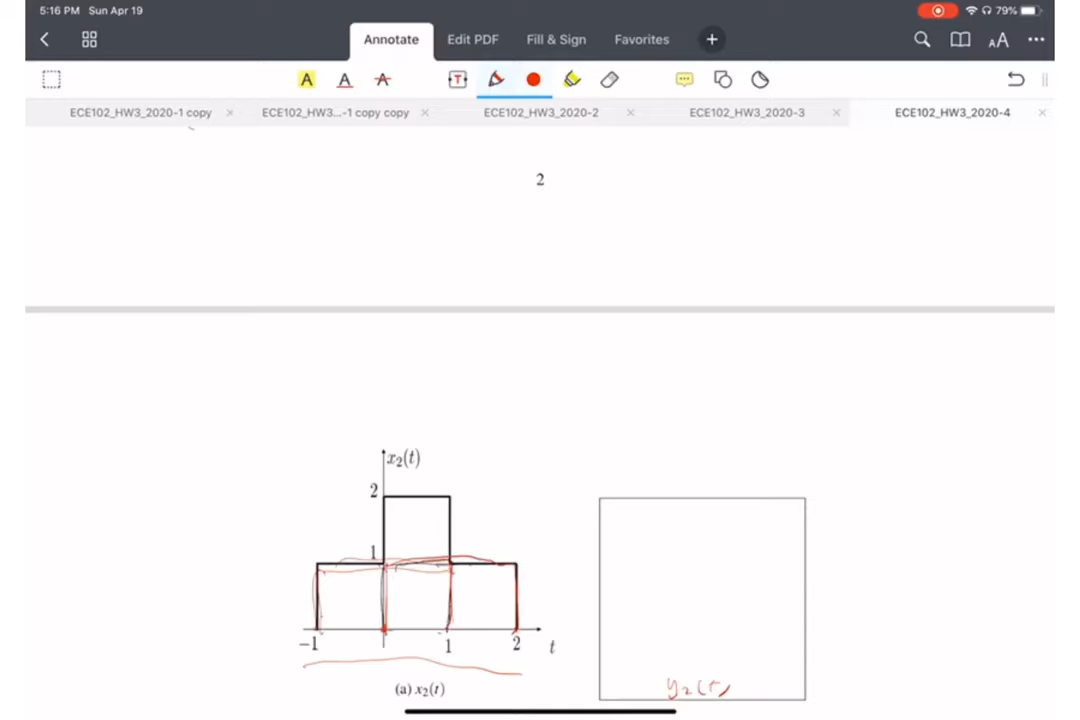 5:16 PM Sun Apr 19
79%
Annotate Edit PDF Fill & Sign Favorites +
A A A T AA
ECE102_HW3_2020-1 copy × ECE102_HW3...-1 copy copy × ECE102_HW3_2020-2 × ECE102_HW3_2020-3 × ECE102_HW3_2020-4 ×
2
x₂(t)
2
1
−1 1 2 t
(a) x₂(t)
y₂(t)